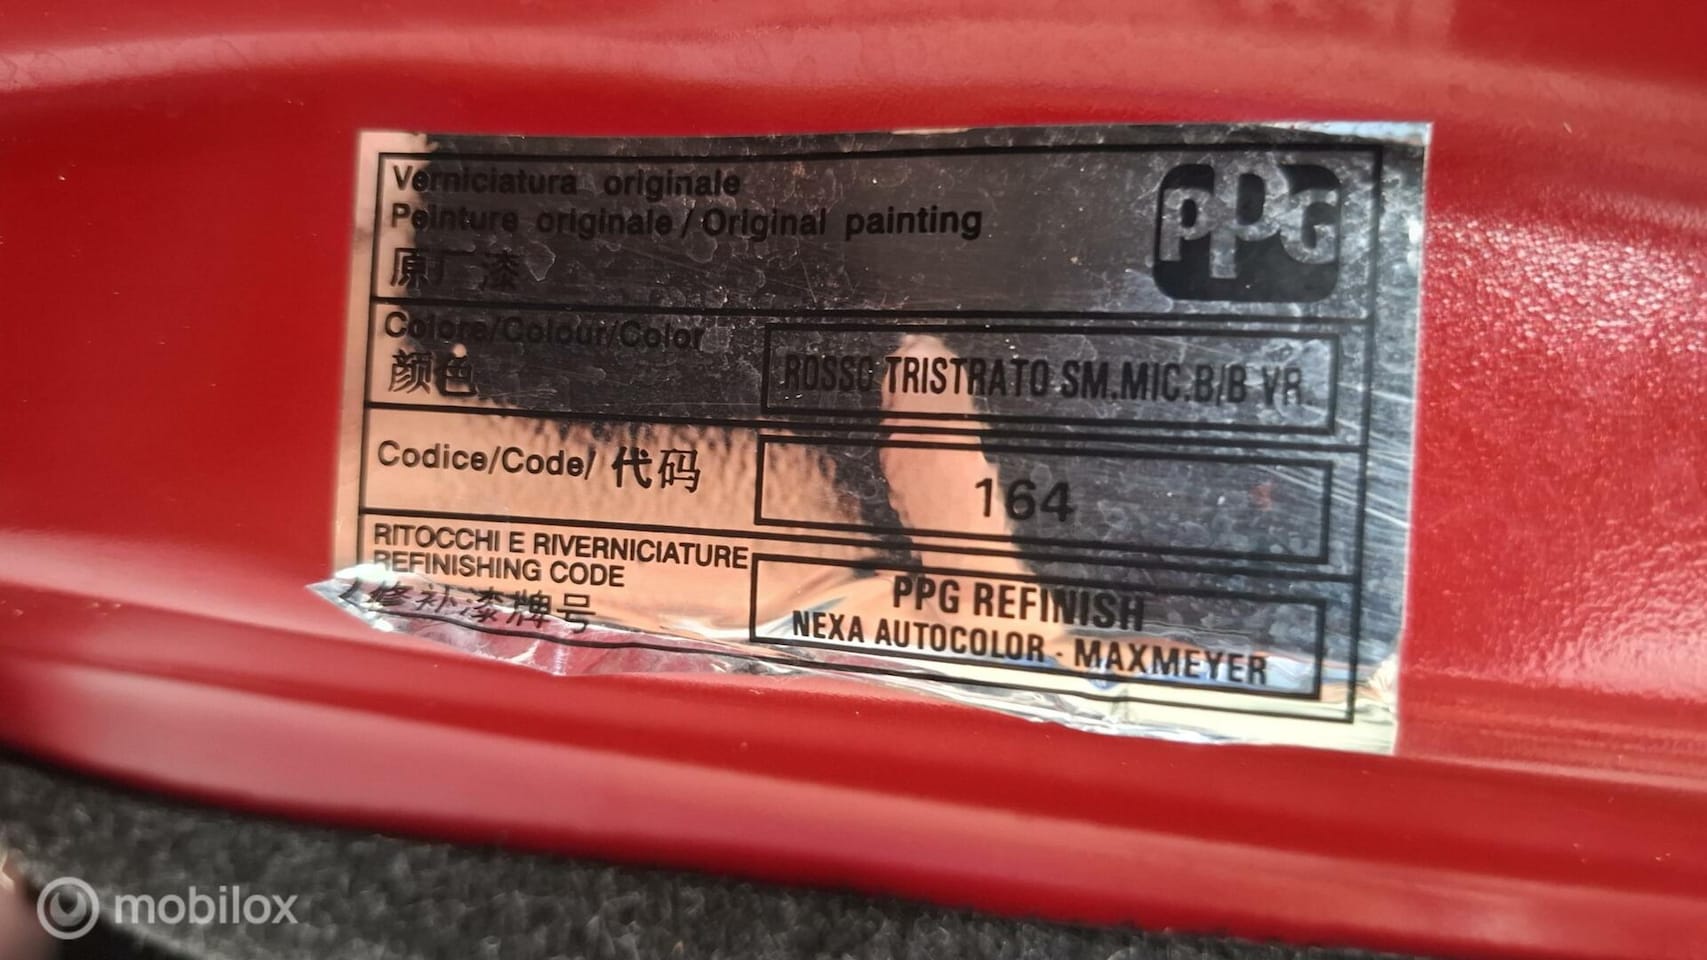 Verniciatura originale
Peinture originale / Original painting
原厂漆
PPG
Colore/Colour/Color
颜色
ROSSO TRISTRATO SM.MIC.B/B VR.
Codice/Code/ 代码
164
RITOCCHI E RIVERNICIATURE
REFINISHING CODE
修补漆牌号
PPG REFINISH
NEXA AUTOCOLOR - MAXMEYER
mobilox